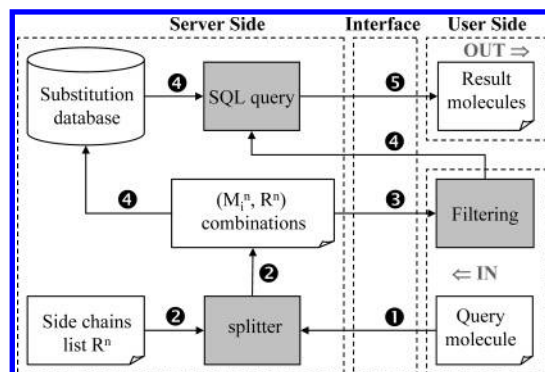 Server Side
Interface
User Side
OUT ⇒
Substitution
database
❹
SQL query
❺
Result
molecules
❹
❹
(Mᵢⁿ, Rⁿ)
combinations
❸
Filtering
❷
⇐ IN
Side chains
list Rⁿ
❷
splitter
❶
Query
molecule